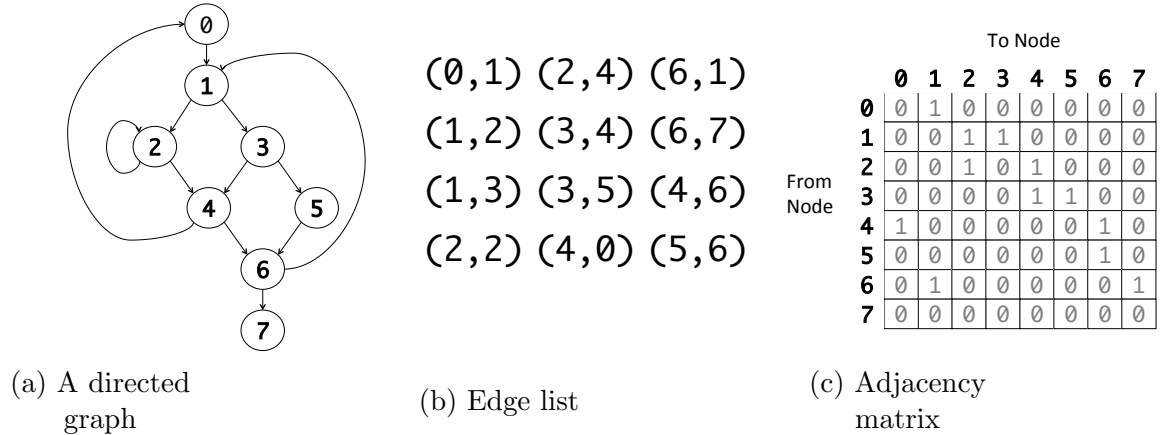 0
1
2
3
4
5
6
7
(a) A directed
graph
(0,1) (2,4) (6,1)
(1,2) (3,4) (6,7)
(1,3) (3,5) (4,6)
(2,2) (4,0) (5,6)
(b) Edge list
To Node
0 1 2 3 4 5 6 7
From
Node
0 0 1 0 0 0 0 0 0
1 0 0 1 1 0 0 0 0
2 0 0 1 0 1 0 0 0
3 0 0 0 0 1 1 0 0
4 1 0 0 0 0 0 1 0
5 0 0 0 0 0 0 1 0
6 0 1 0 0 0 0 0 1
7 0 0 0 0 0 0 0 0
(c) Adjacency
matrix